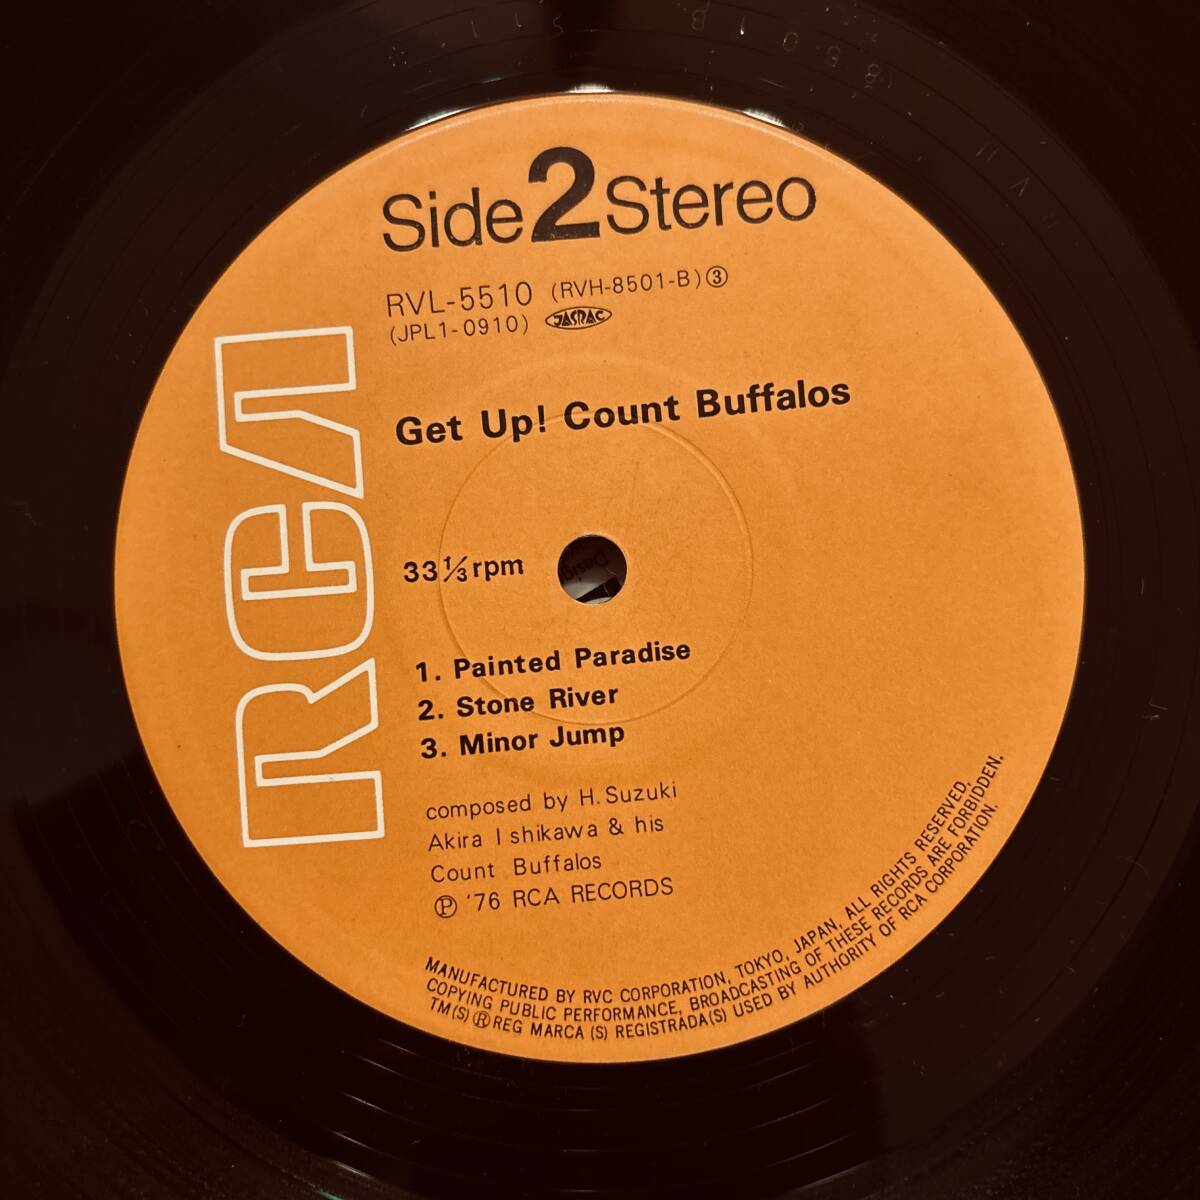 Side 2 Stereo
RVL-5510 (RVH-8501-B) ③
(JPL1-0910) JASRAC
RCA
Get Up! Count Buffalos
33 1/3 rpm
1. Painted Paradise
2. Stone River
3. Minor Jump
composed by H. Suzuki
Akira Ishikawa & his
Count Buffalos
Ⓟ '76 RCA RECORDS
MANUFACTURED BY RVC CORPORATION, TOKYO, JAPAN, ALL RIGHTS RESERVED,
COPYING PUBLIC PERFORMANCE, BROADCASTING OF THESE RECORDS ARE FORBIDDEN.
TM(S) ® REG MARCA (S) REGISTRADA(S) USED BY AUTHORITY OF RCA CORPORATION.